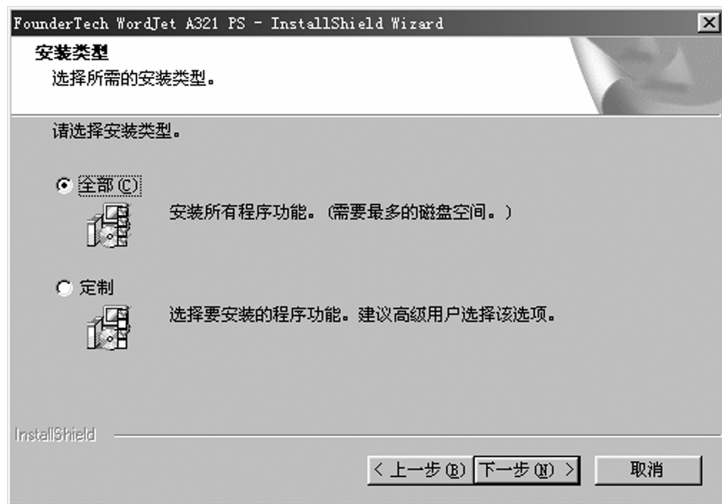 FounderTech WordJet A321 PS - InstallShield Wizard
安装类型
选择所需的安装类型。
请选择安装类型。
全部(C)
安装所有程序功能。(需要最多的磁盘空间。)
定制
选择要安装的程序功能。建议高级用户选择该选项。
InstallShield
< 上一步(B) 下一步(N) > 取消